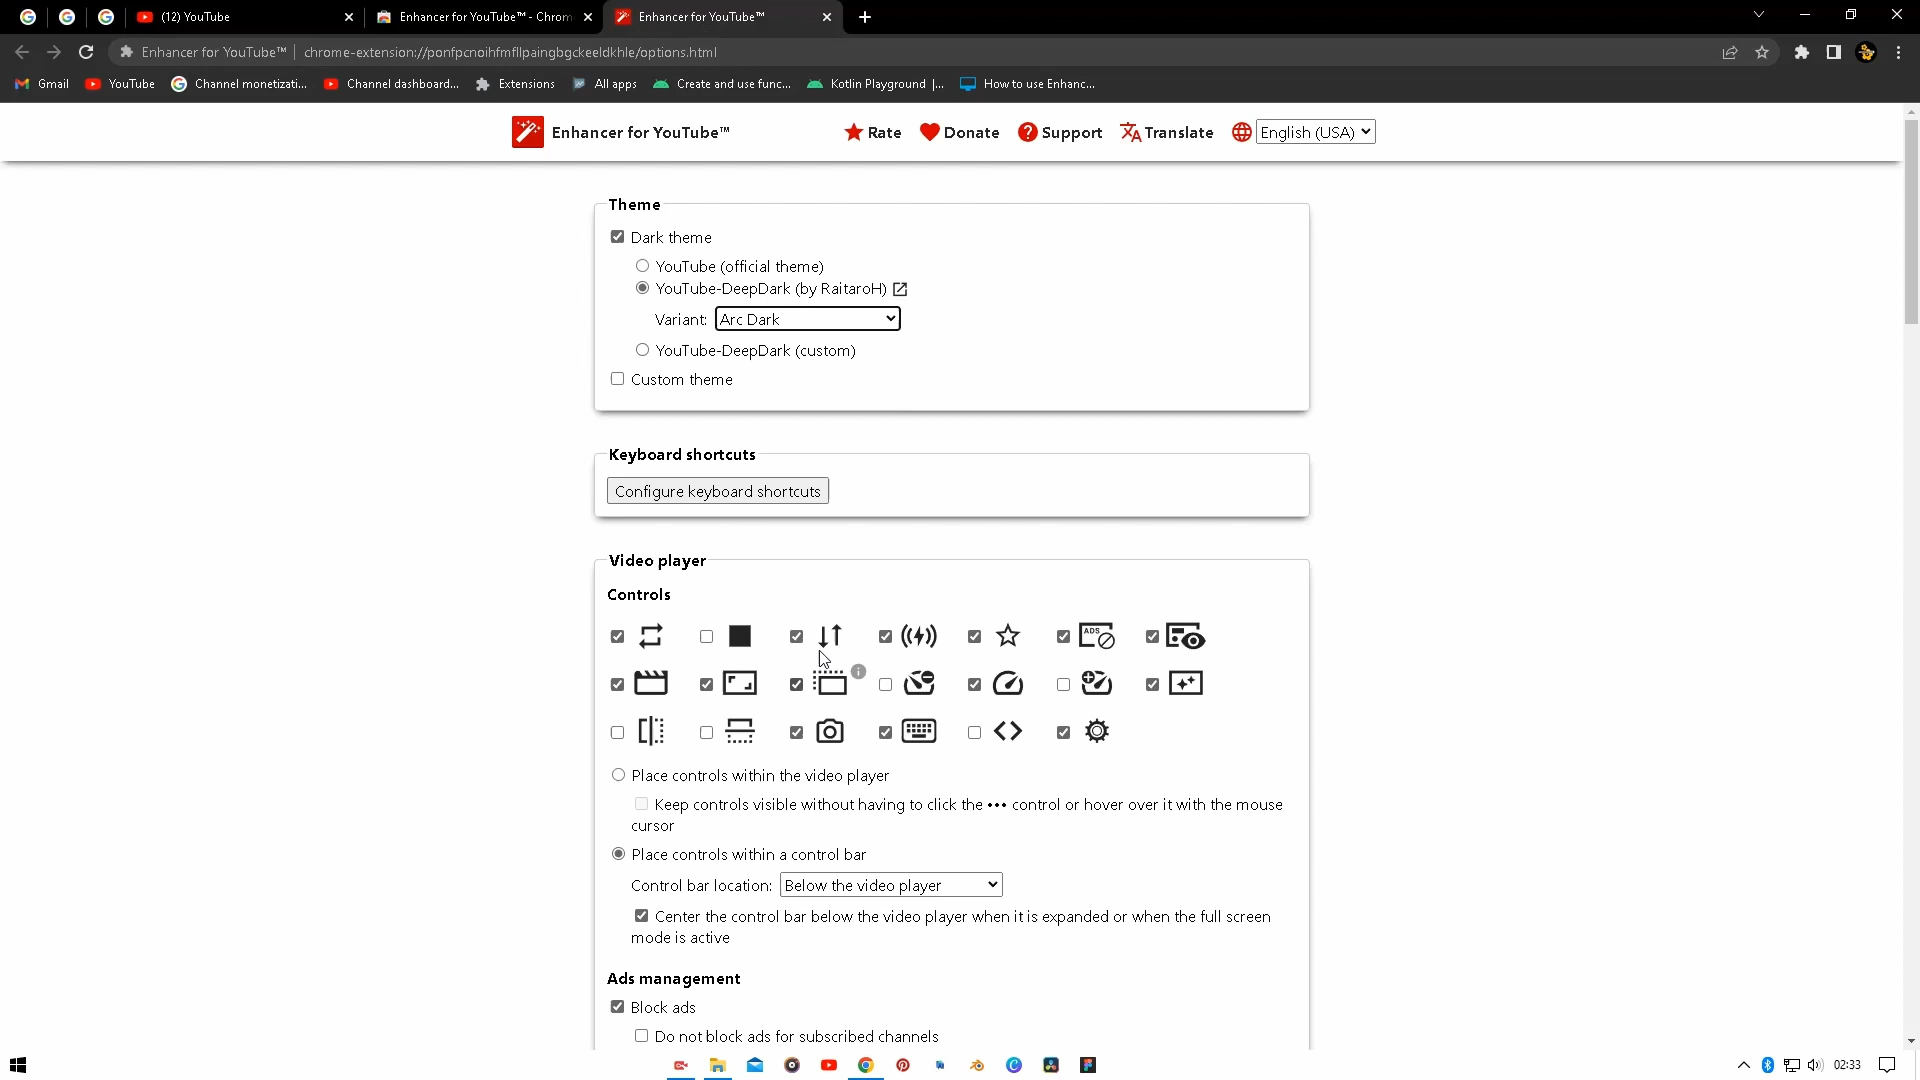 (12) YouTube
Enhancer for YouTube™ - Chrom
Enhancer for YouTube™
Enhancer for YouTube™ | chrome-extension://ponfpcnoihfmfllpaingbgckeeldkhle/options.html
Gmail YouTube Channel monetizati... Channel dashboard... Extensions All apps Create and use func... Kotlin Playground |... How to use Enhanc...
Enhancer for YouTube™ Rate Donate Support Translate English (USA)
Theme
Dark theme
YouTube (official theme)
YouTube-DeepDark (by RaitaroH)
Variant: Arc Dark
YouTube-DeepDark (custom)
Custom theme
Keyboard shortcuts
Configure keyboard shortcuts
Video player
Controls
ADS
Place controls within the video player
Keep controls visible without having to click the ••• control or hover over it with the mouse
cursor
Place controls within a control bar
Control bar location: Below the video player
Center the control bar below the video player when it is expanded or when the full screen
mode is active
Ads management
Block ads
Do not block ads for subscribed channels
02:33